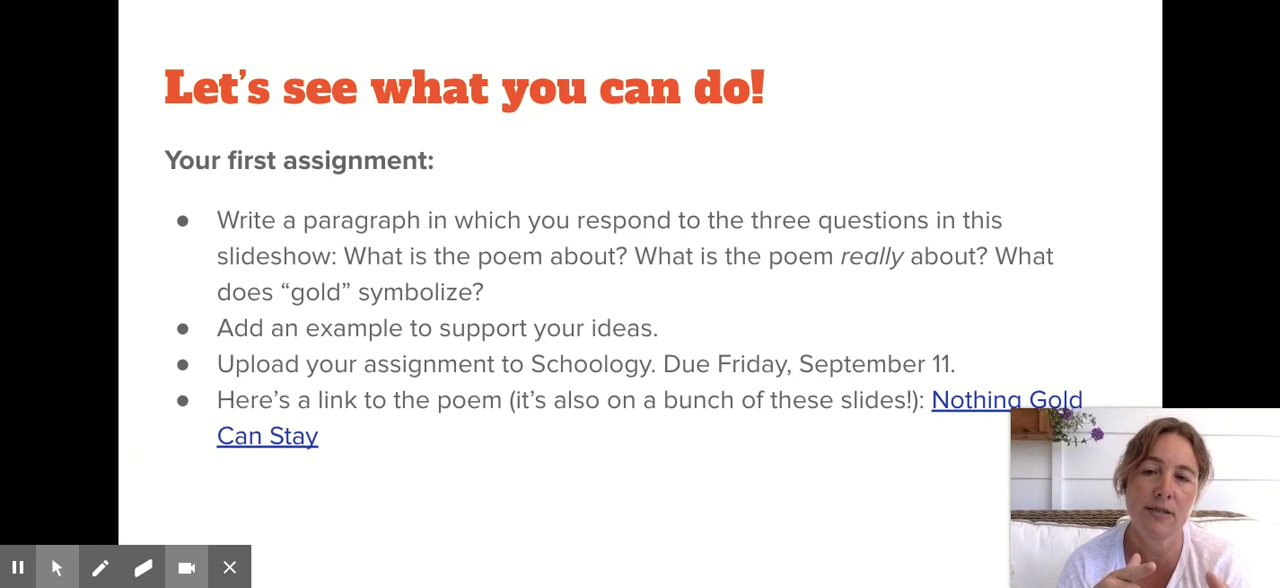 Let's see what you can do!
Your first assignment:
● Write a paragraph in which you respond to the three questions in this
slideshow: What is the poem about? What is the poem really about? What
does “gold” symbolize?
● Add an example to support your ideas.
● Upload your assignment to Schoology. Due Friday, September 11.
● Here’s a link to the poem (it’s also on a bunch of these slides!): Nothing Gold
Can Stay